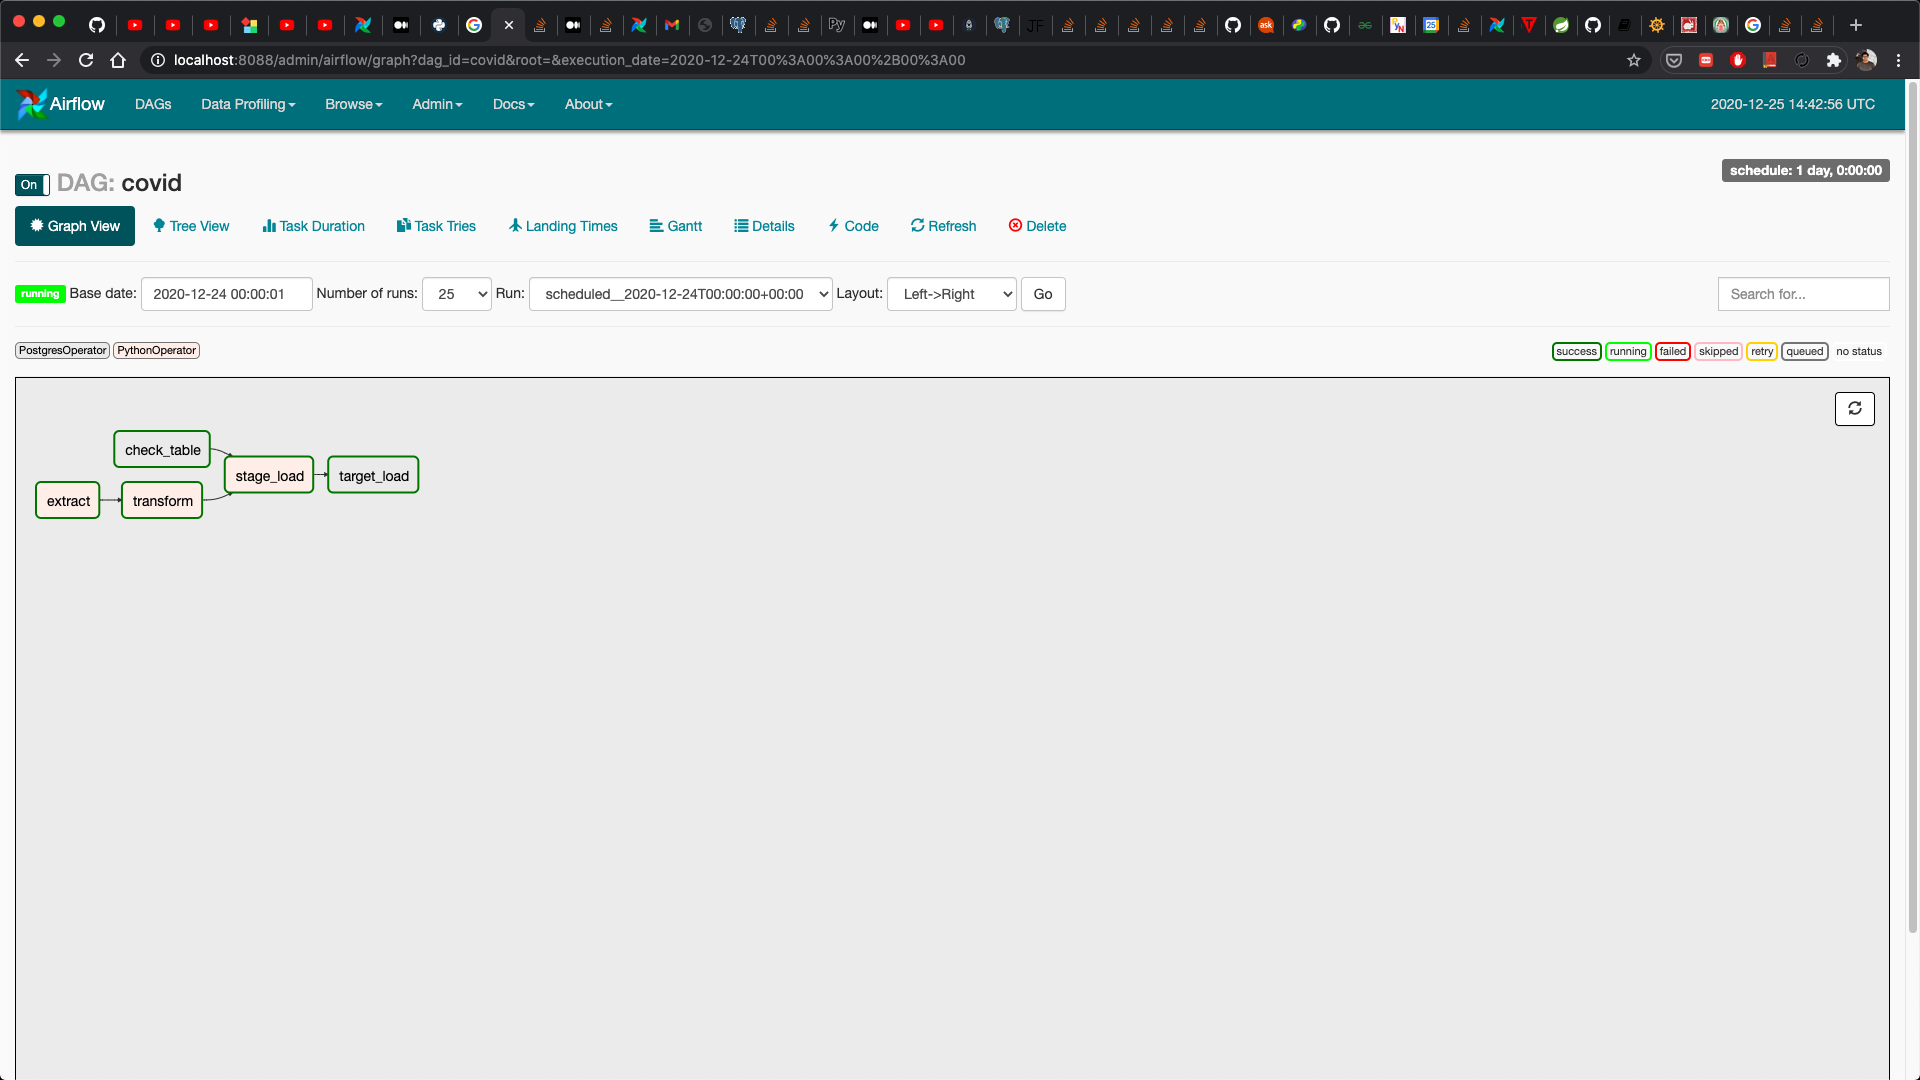 localhost:8088/admin/airflow/graph?dag_id=covid&root=&execution_date=2020-12-24T00%3A00%3A00%2B00%3A00
Airflow DAGs Data Profiling Browse Admin Docs About 2020-12-25 14:42:56 UTC
On DAG: covid schedule: 1 day, 0:00:00
Graph View Tree View Task Duration Task Tries Landing Times Gantt Details Code Refresh Delete
running Base date: 2020-12-24 00:00:01 Number of runs: 25 Run: scheduled__2020-12-24T00:00:00+00:00 Layout: Left->Right Go Search for...
PostgresOperator PythonOperator success running failed skipped retry queued no status
check_table
stage_load target_load
extract transform